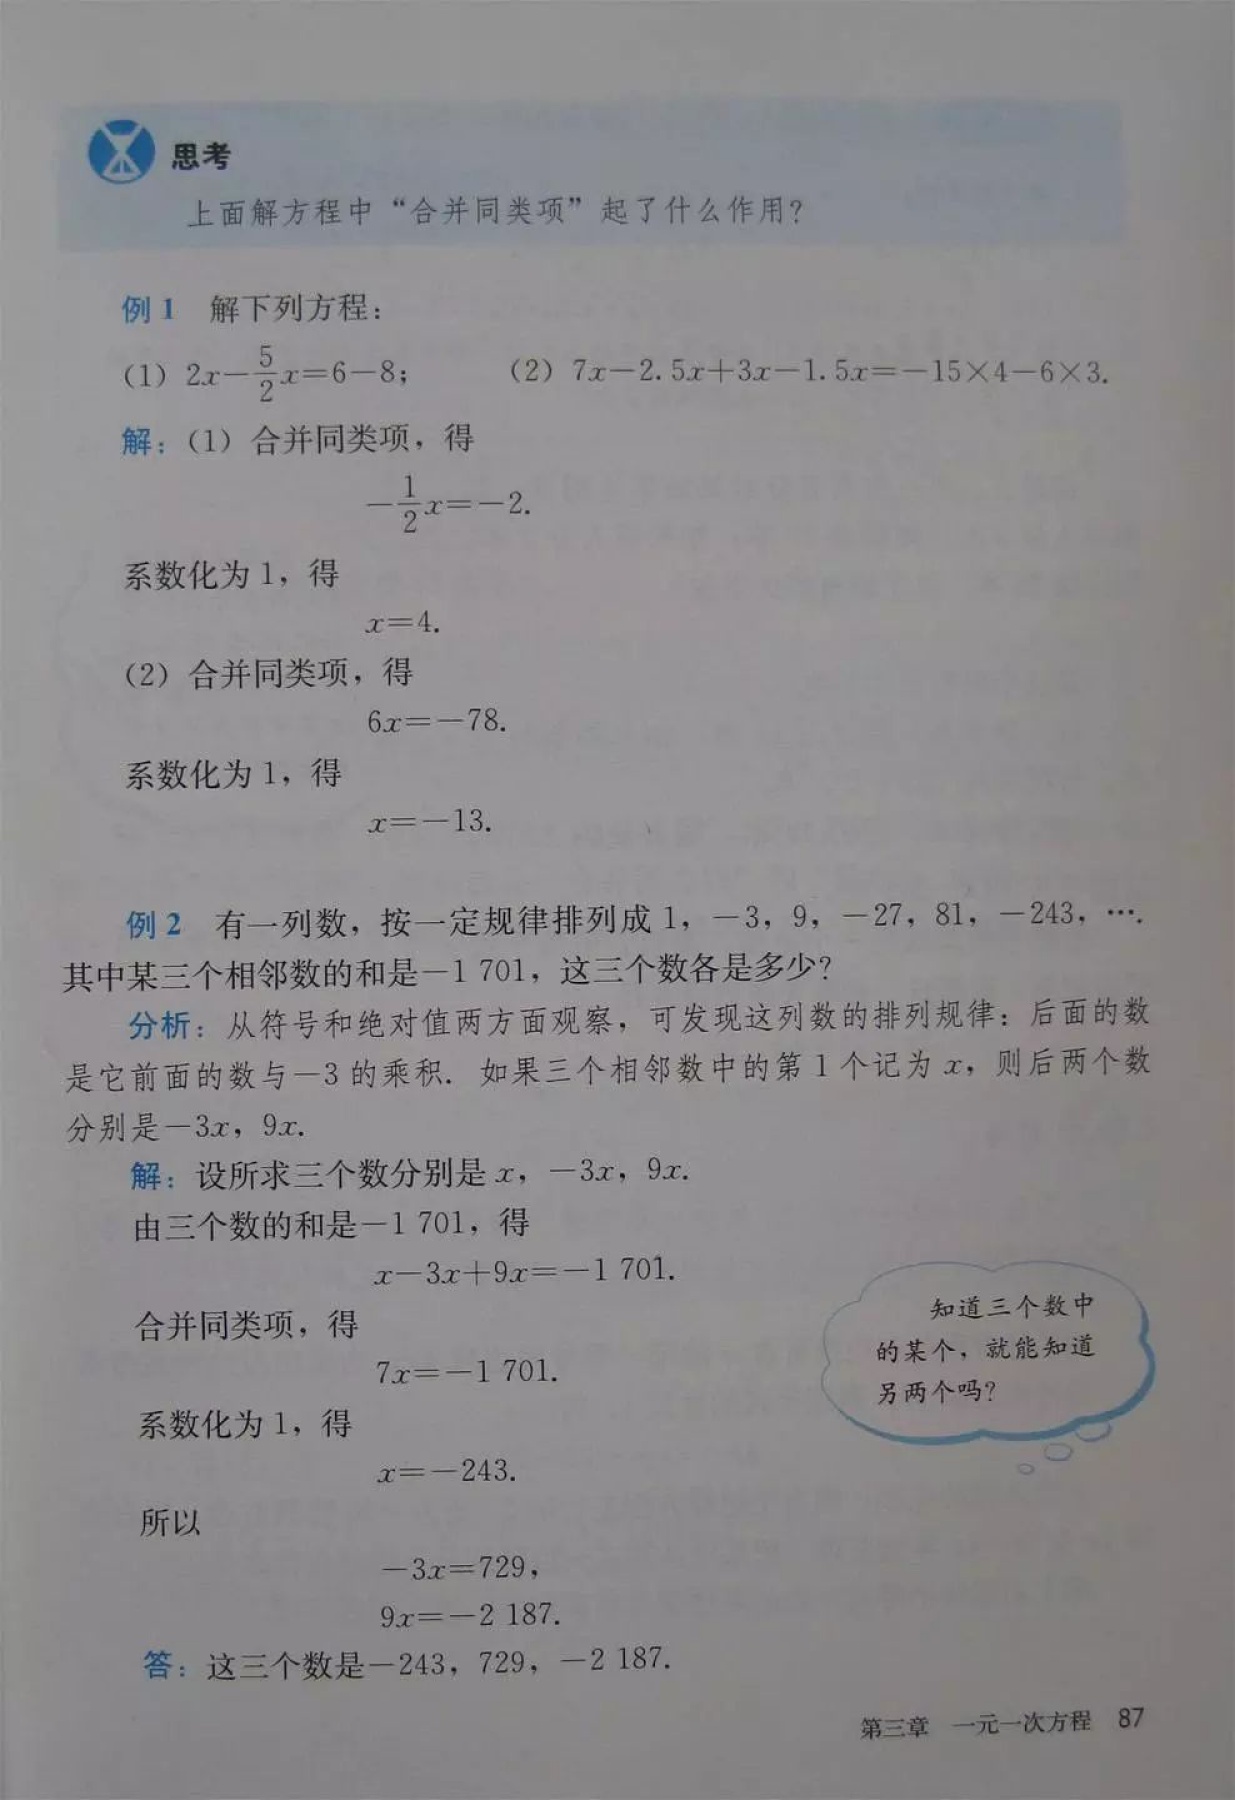 思考
上面解方程中“合并同类项”起了什么作用？
例1 解下列方程：
(1) 2x−5/2x=6−8； (2) 7x−2.5x+3x−1.5x=−15×4−6×3.
解：(1) 合并同类项，得
−1/2x=−2.
系数化为1，得
x=4.
(2) 合并同类项，得
6x=−78.
系数化为1，得
x=−13.
例2 有一列数，按一定规律排列成1，−3，9，−27，81，−243，….
其中某三个相邻数的和是−1 701，这三个数各是多少？
分析：从符号和绝对值两方面观察，可发现这列数的排列规律：后面的数
是它前面的数与−3的乘积. 如果三个相邻数中的第1个记为x，则后两个数
分别是−3x，9x.
解：设所求三个数分别是x，−3x，9x.
由三个数的和是−1 701，得
x−3x+9x=−1 701.
合并同类项，得
7x=−1 701.
系数化为1，得
x=−243.
所以
−3x=729，
9x=−2 187.
答：这三个数是−243，729，−2 187.
知道三个数中
的某个，就能知道
另两个吗？
第三章 一元一次方程 87